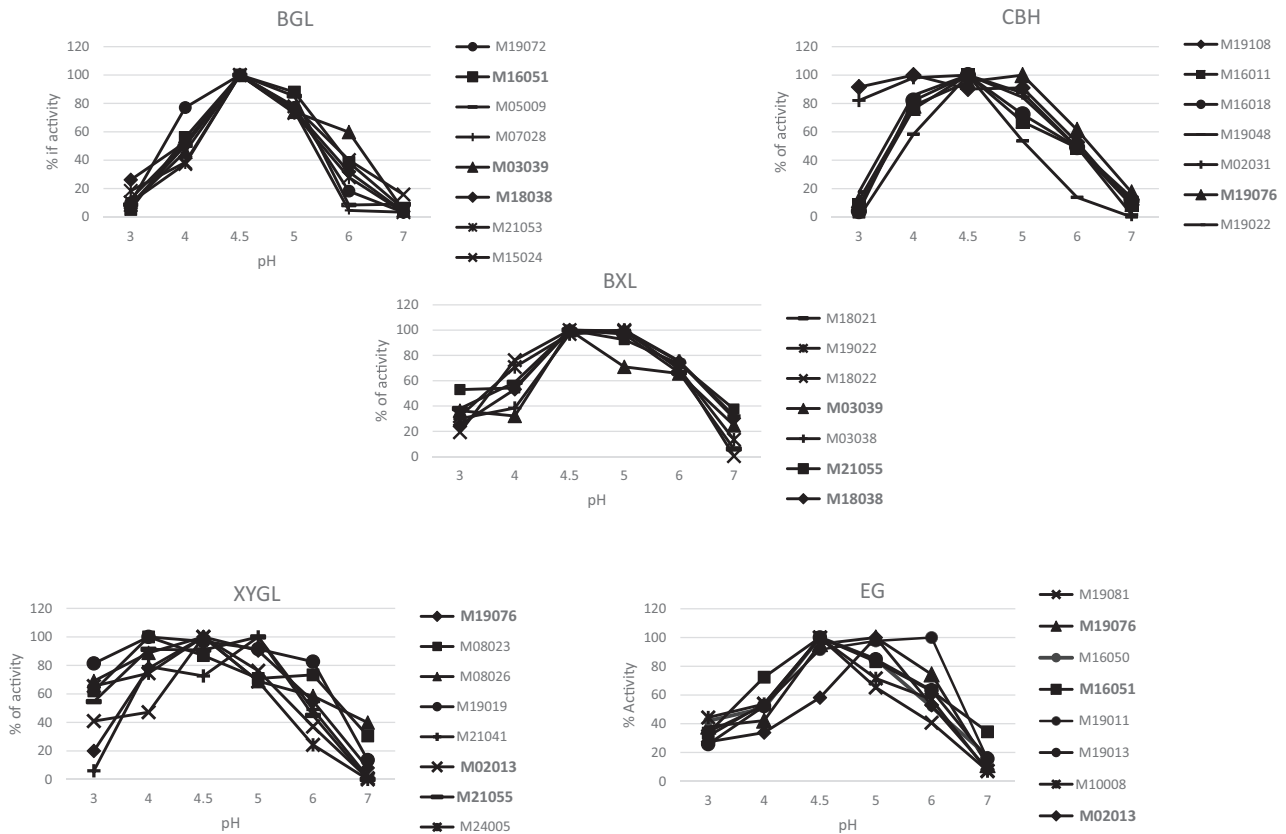 BGL
120
100
80
60
40
20
0
% if activity
3 4 4.5 5 6 7
pH
M19072
M16051
M05009
M07028
M03039
M18038
M21053
M15024
CBH
120
100
80
60
40
20
0
% of activity
3 4 4.5 5 6 7
M19108
M16011
M16018
M19048
M02031
M19076
M19022
BXL
120
100
80
60
40
20
0
% of activity
3 4 4.5 5 6 7
pH
M18021
M19022
M18022
M03039
M03038
M21055
M18038
XYGL
120
100
80
60
40
20
0
% of activity
3 4 4.5 5 6 7
pH
M19076
M08023
M08026
M19019
M21041
M02013
M21055
M24005
EG
120
100
80
60
40
20
0
% Activity
3 4 4.5 5 6 7
pH
M19081
M19076
M16050
M16051
M19011
M19013
M10008
M02013